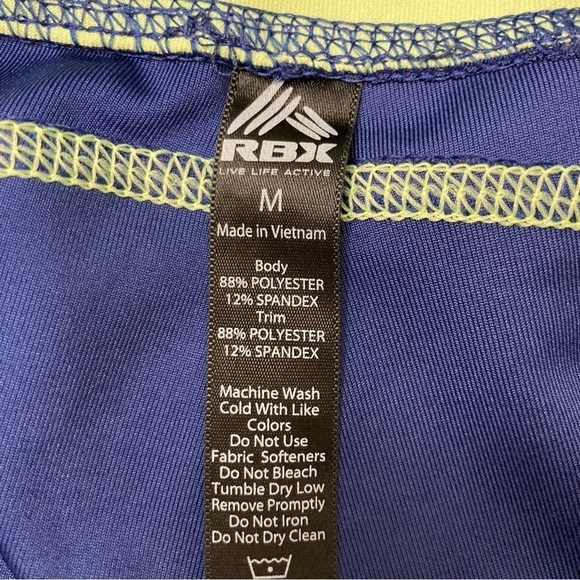 RBX
LIVE LIFE ACTIVE
M
Made in Vietnam
Body
88% POLYESTER
12% SPANDEX
Trim
88% POLYESTER
12% SPANDEX
Machine Wash
Cold With Like
Colors
Do Not Use
Fabric Softeners
Do Not Bleach
Tumble Dry Low
Remove Promptly
Do Not Iron
Do Not Dry Clean